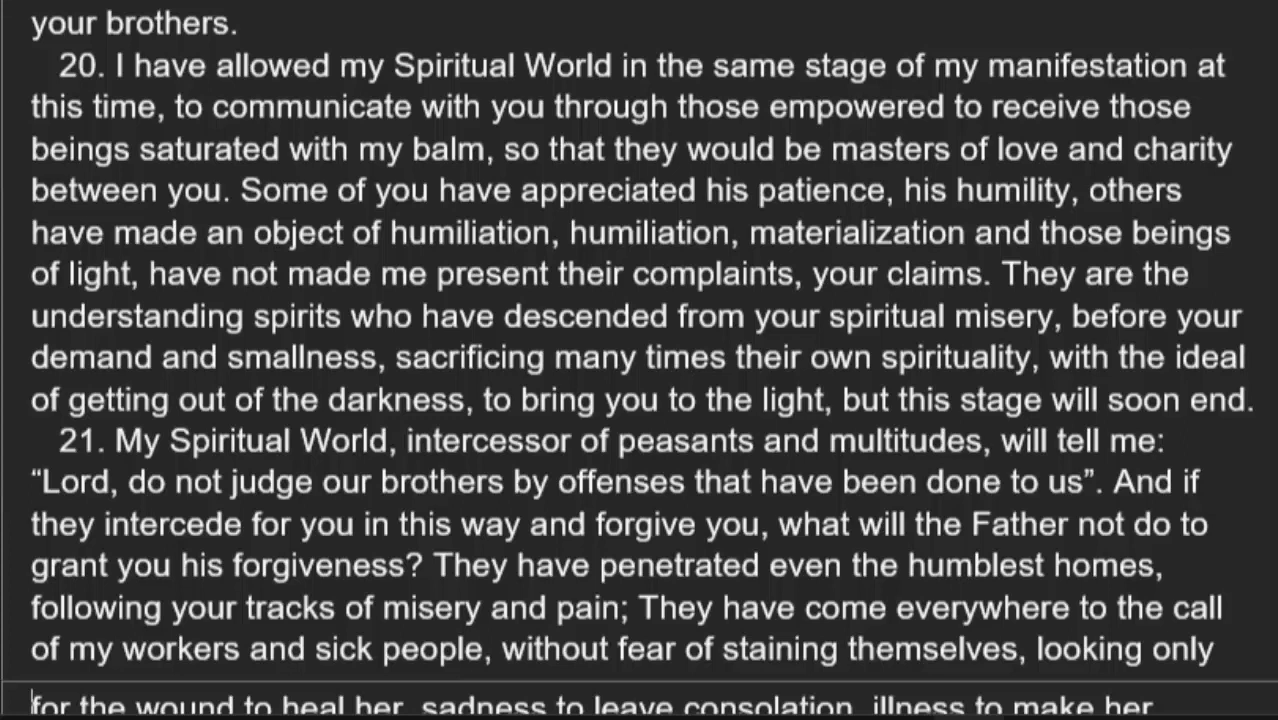 your brothers.
20. I have allowed my Spiritual World in the same stage of my manifestation at
this time, to communicate with you through those empowered to receive those
beings saturated with my balm, so that they would be masters of love and charity
between you. Some of you have appreciated his patience, his humility, others
have made an object of humiliation, humiliation, materialization and those beings
of light, have not made me present their complaints, your claims. They are the
understanding spirits who have descended from your spiritual misery, before your
demand and smallness, sacrificing many times their own spirituality, with the ideal
of getting out of the darkness, to bring you to the light, but this stage will soon end.
21. My Spiritual World, intercessor of peasants and multitudes, will tell me:
“Lord, do not judge our brothers by offenses that have been done to us”. And if
they intercede for you in this way and forgive you, what will the Father not do to
grant you his forgiveness? They have penetrated even the humblest homes,
following your tracks of misery and pain; They have come everywhere to the call
of my workers and sick people, without fear of staining themselves, looking only
for the wound to heal her, sadness to leave consolation, illness to make her